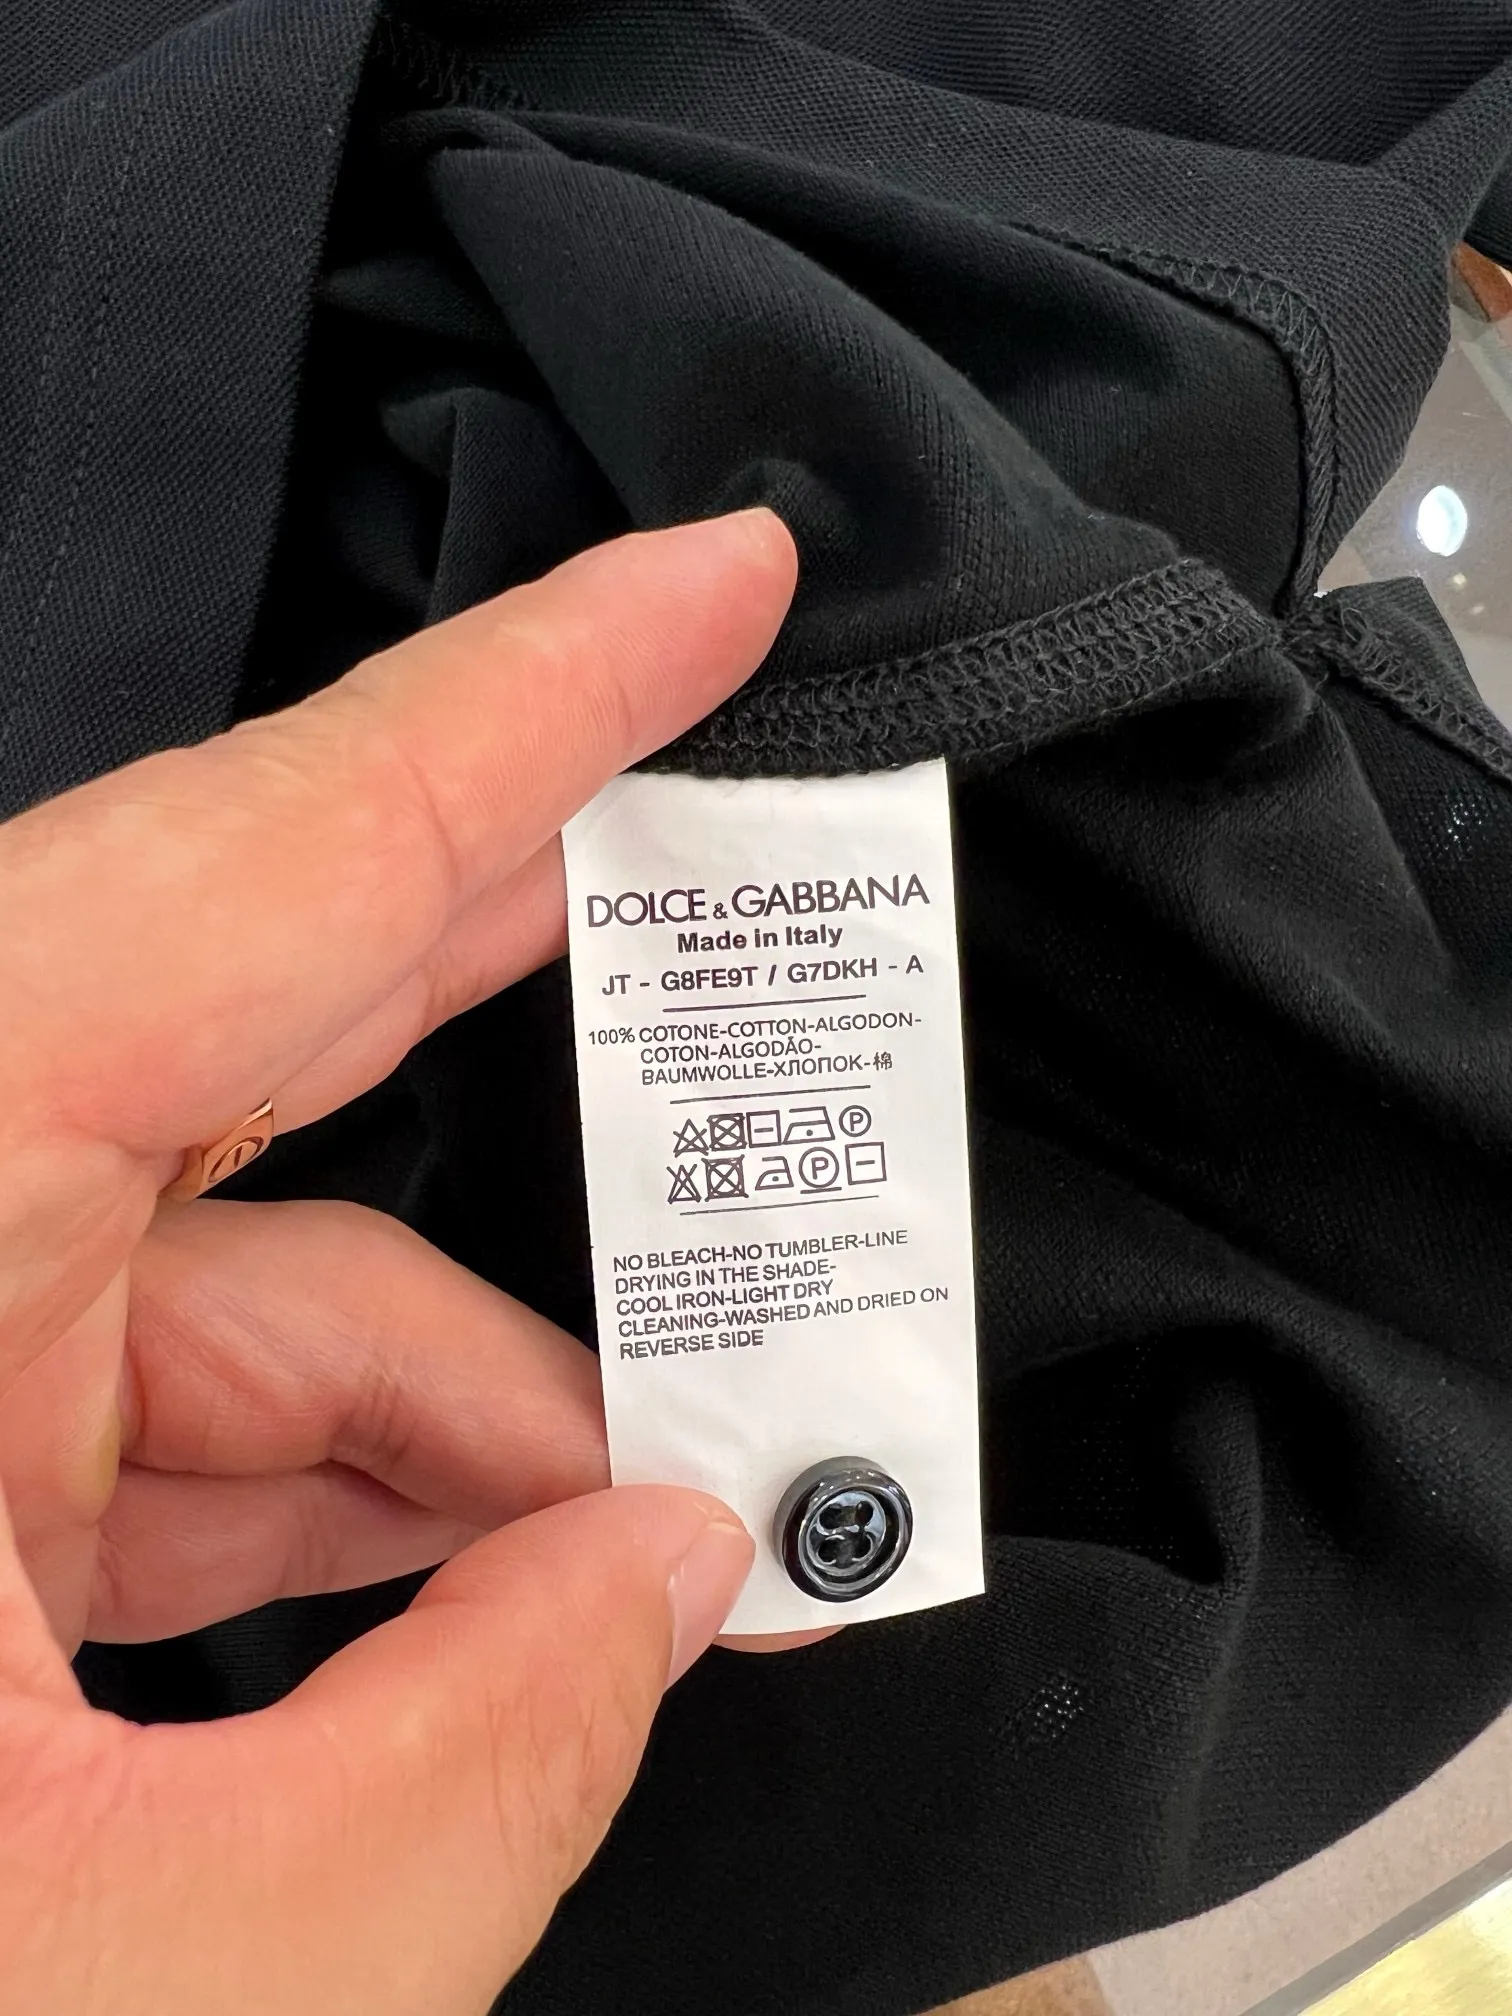 DOLCE & GABBANA
Made in Italy
JT - G8FE9T / G7DKH - A
100% COTONE-COTTON-ALGODON-
COTON-ALGODÃO-
BAUMWOLLE-ХЛОПОК-棉
P
P
NO BLEACH-NO TUMBLER-LINE
DRYING IN THE SHADE-
COOL IRON-LIGHT DRY
CLEANING-WASHED AND DRIED ON
REVERSE SIDE